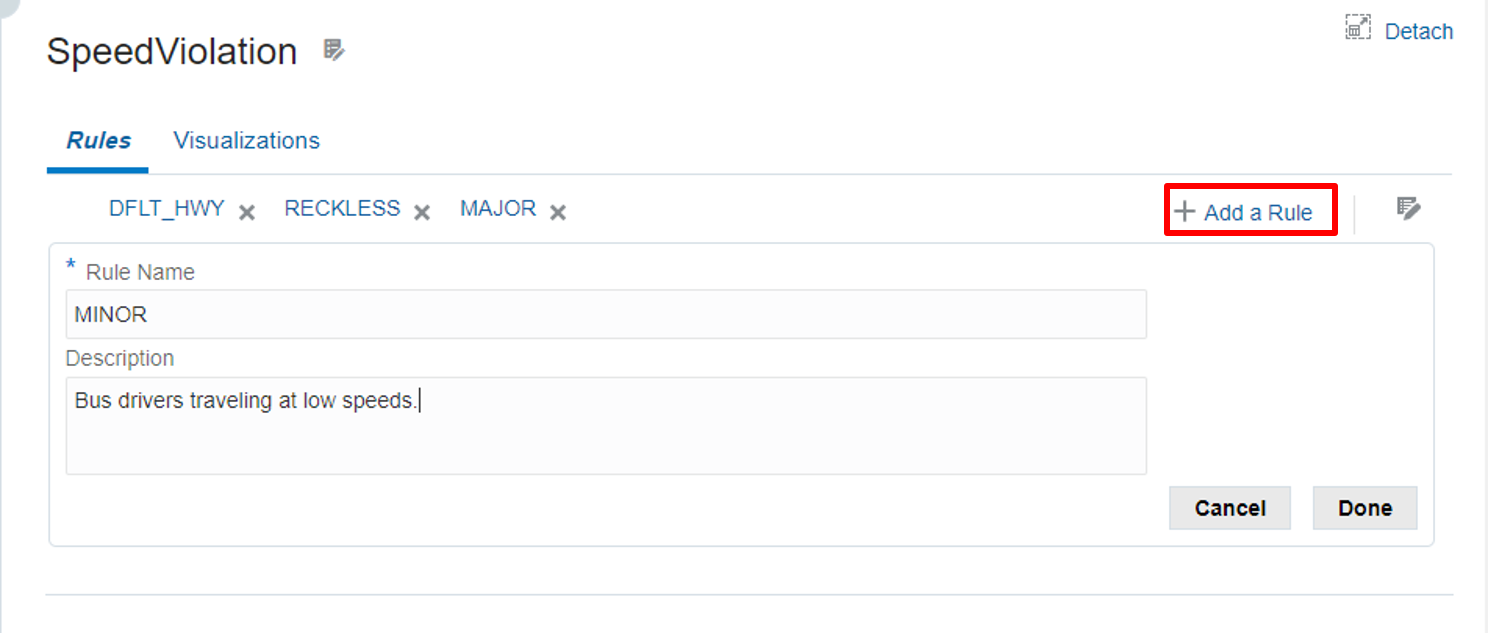 Detach
SpeedViolation
Rules Visualizations
DFLT_HWY RECKLESS MAJOR + Add a Rule
* Rule Name
MINOR
Description
Bus drivers traveling at low speeds.
Cancel Done